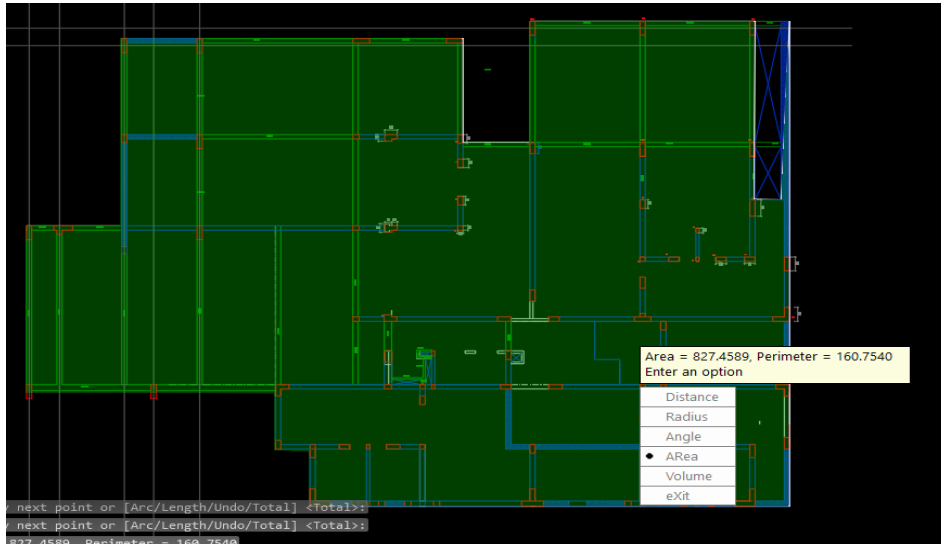 Area = 827.4589, Perimeter = 160.7540
Enter an option
Distance
Radius
Angle
ARea
Volume
eXit
y next point or [Arc/Length/Undo/Total] <Total>:
y next point or [Arc/Length/Undo/Total] <Total>:
827.4589, Perimeter = 160.7540